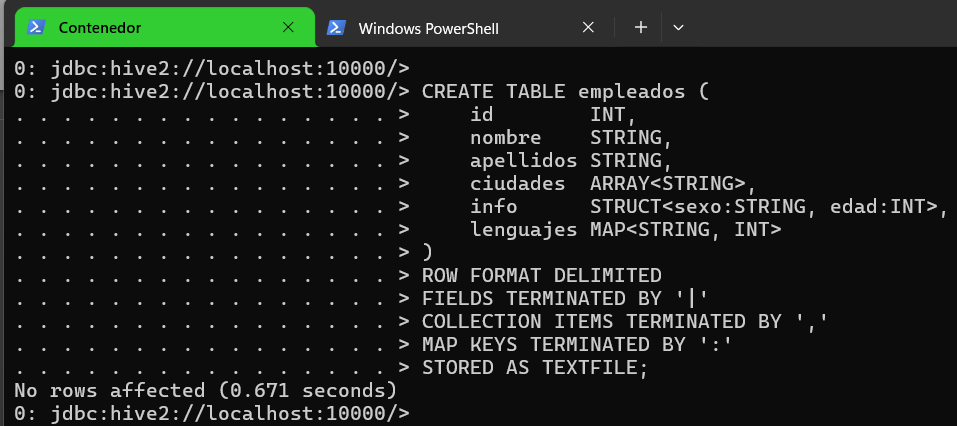 Contenedor
Windows PowerShell
0: jdbc:hive2://localhost:10000/>
0: jdbc:hive2://localhost:10000/> CREATE TABLE empleados (
. . . . . . . . . . . . . . . . >     id        INT,
. . . . . . . . . . . . . . . . >     nombre    STRING,
. . . . . . . . . . . . . . . . >     apellidos STRING,
. . . . . . . . . . . . . . . . >     ciudades  ARRAY<STRING>,
. . . . . . . . . . . . . . . . >     info      STRUCT<sexo:STRING, edad:INT>,
. . . . . . . . . . . . . . . . >     lenguajes MAP<STRING, INT>
. . . . . . . . . . . . . . . . > )
. . . . . . . . . . . . . . . . > ROW FORMAT DELIMITED
. . . . . . . . . . . . . . . . > FIELDS TERMINATED BY '|'
. . . . . . . . . . . . . . . . > COLLECTION ITEMS TERMINATED BY ','
. . . . . . . . . . . . . . . . > MAP KEYS TERMINATED BY ':'
. . . . . . . . . . . . . . . . > STORED AS TEXTFILE;
No rows affected (0.671 seconds)
0: jdbc:hive2://localhost:10000/>